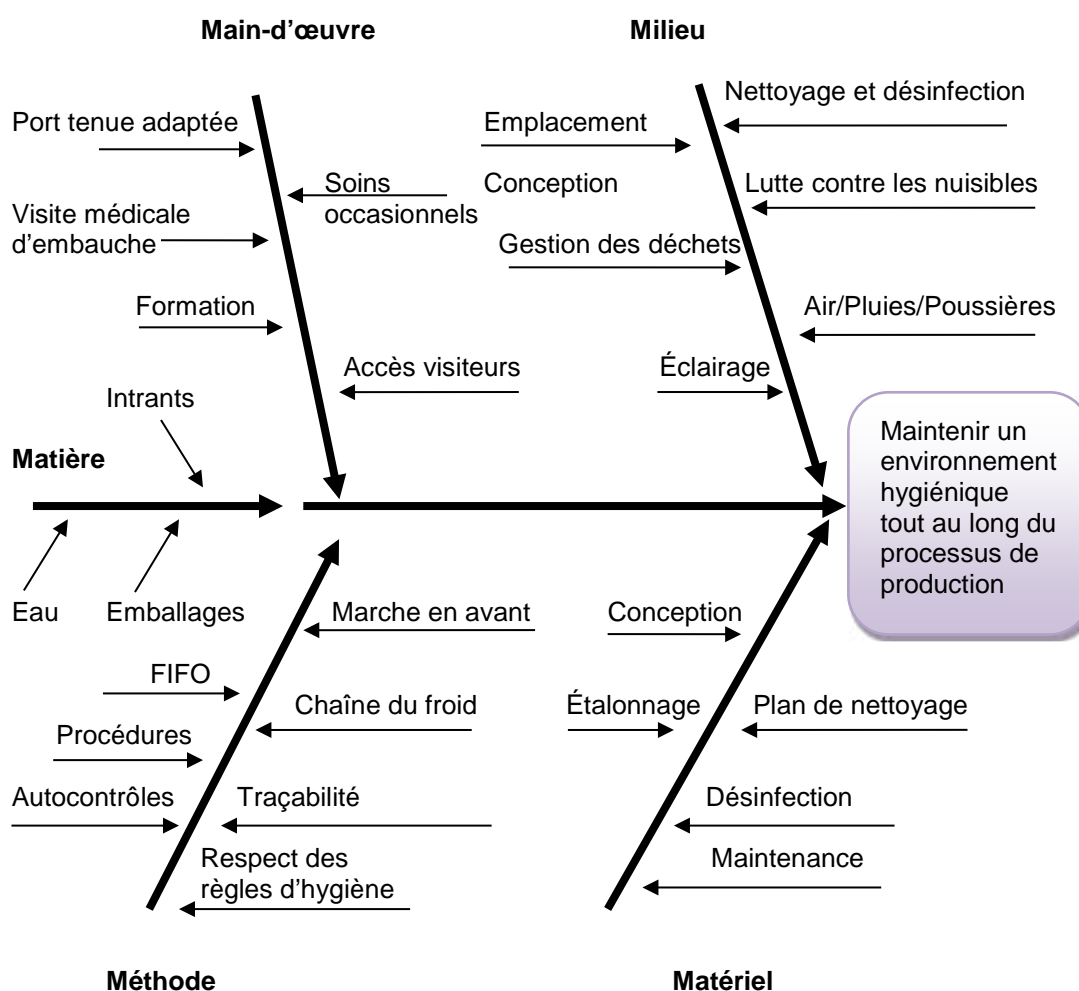 Main-d’œuvre
Milieu
Port tenue adaptée
Soins
occasionnels
Visite médicale
d’embauche
Formation
Accès visiteurs
Emplacement
Nettoyage et désinfection
Conception
Lutte contre les nuisibles
Gestion des déchets
Air/Pluies/Poussières
Éclairage
Intrants
Matière
Eau
Emballages
Maintenir un
environnement
hygiénique
tout au long du
processus de
production
Marche en avant
FIFO
Chaîne du froid
Procédures
Autocontrôles
Traçabilité
Respect des
règles d’hygiène
Conception
Étalonnage
Plan de nettoyage
Désinfection
Maintenance
Méthode
Matériel